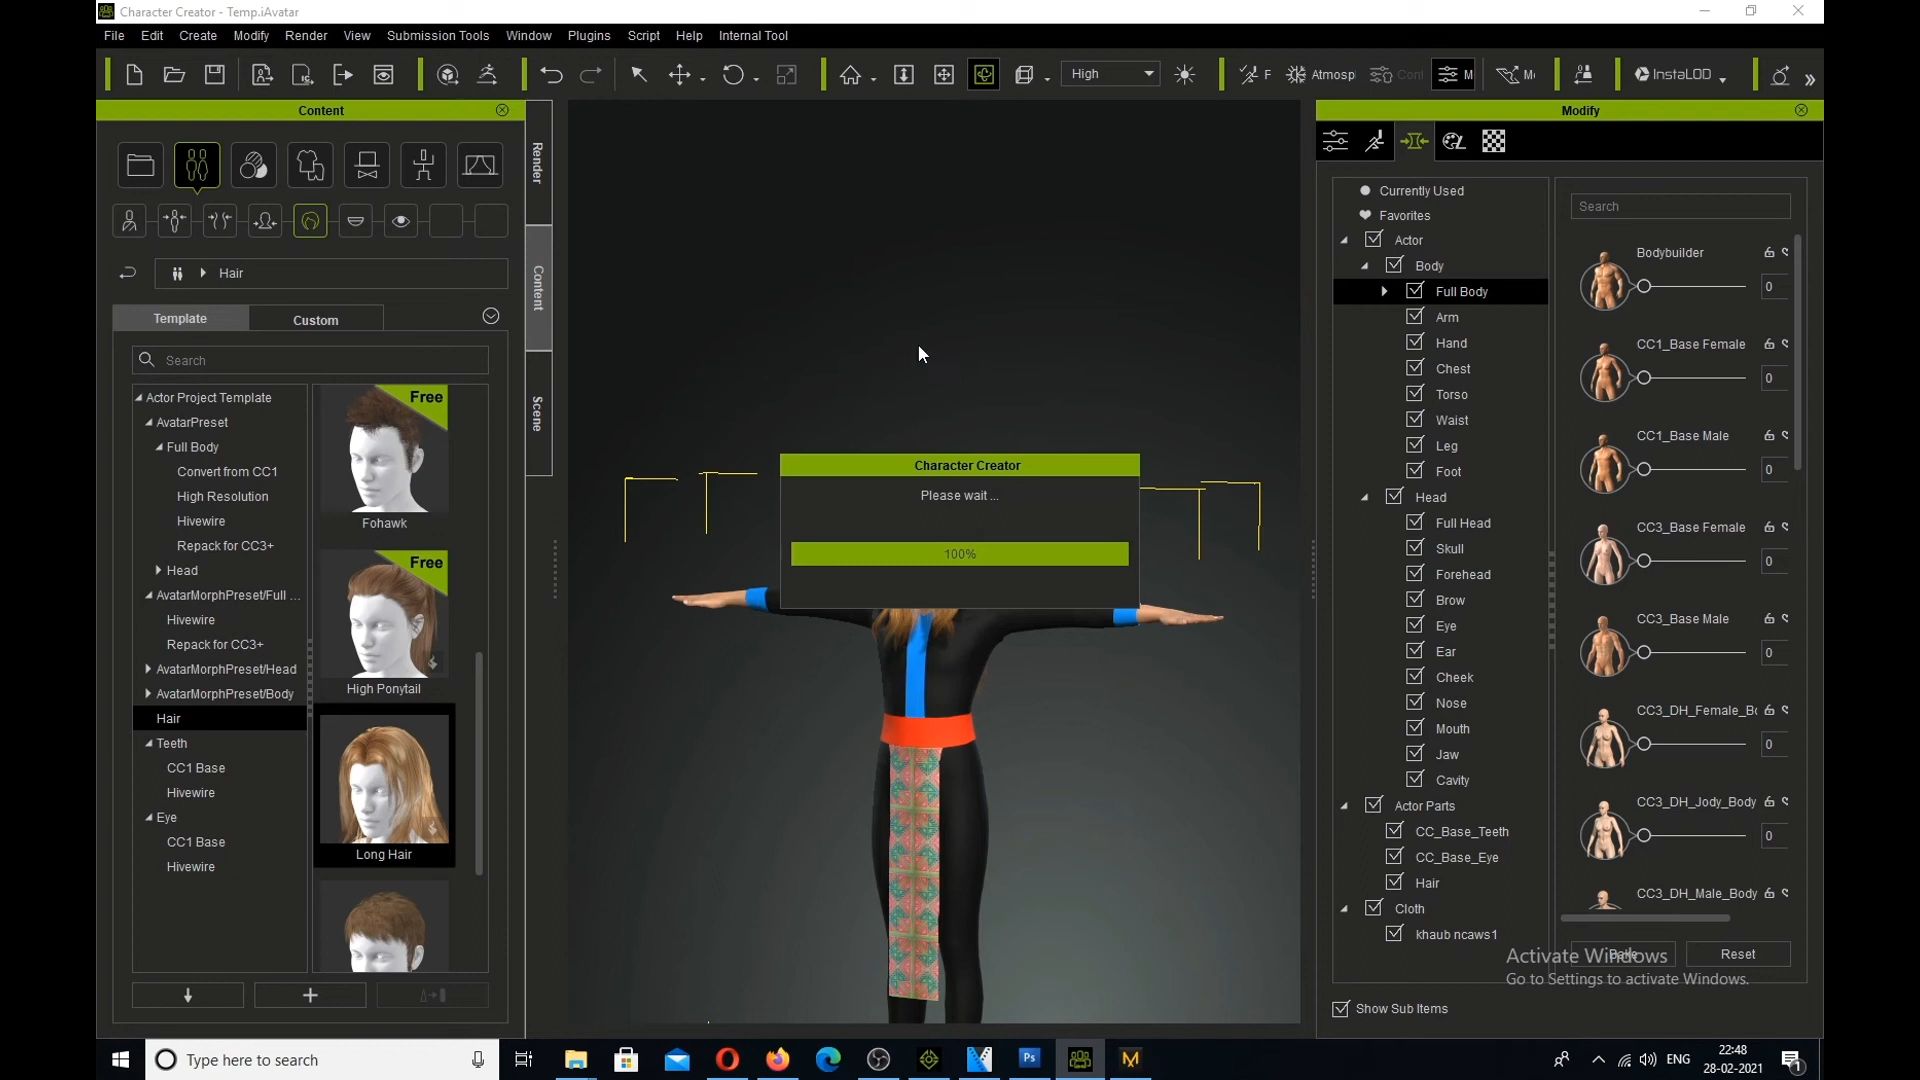 Character Creator - Temp.iAvatar
File Edit Create Modify Render View Submission Tools Window Plugins Script Help Internal Tool
High
F
Atmosp
Cont
M
Mo
InstaLOD
Content
Modify
Render
Content
Scene
Hair
Template
Custom
Search
Actor Project Template
AvatarPreset
Full Body
Convert from CC1
High Resolution
Hivewire
Repack for CC3+
Head
AvatarMorphPreset/Full ...
Hivewire
Repack for CC3+
AvatarMorphPreset/Head
AvatarMorphPreset/Body
Hair
Teeth
CC1 Base
Hivewire
Eye
CC1 Base
Hivewire
Free
Fohawk
Free
High Ponytail
Long Hair
Character Creator
Please wait ...
100%
Currently Used
Favorites
Actor
Body
Full Body
Arm
Hand
Chest
Torso
Waist
Leg
Foot
Head
Full Head
Skull
Forehead
Brow
Eye
Ear
Cheek
Nose
Mouth
Jaw
Cavity
Actor Parts
CC_Base_Teeth
CC_Base_Eye
Hair
Cloth
khaub ncaws1
Show Sub Items
Search
Bodybuilder
0
CC1_Base Female
0
CC1_Base Male
0
CC3_Base Female
0
CC3_Base Male
0
CC3_DH_Female_Bo
0
CC3_DH_Jody_Body
0
CC3_DH_Male_Body
Bake
Reset
Activate Windows
Go to Settings to activate Windows.
Type here to search
Ps
ENG
22:48
28-02-2021
1